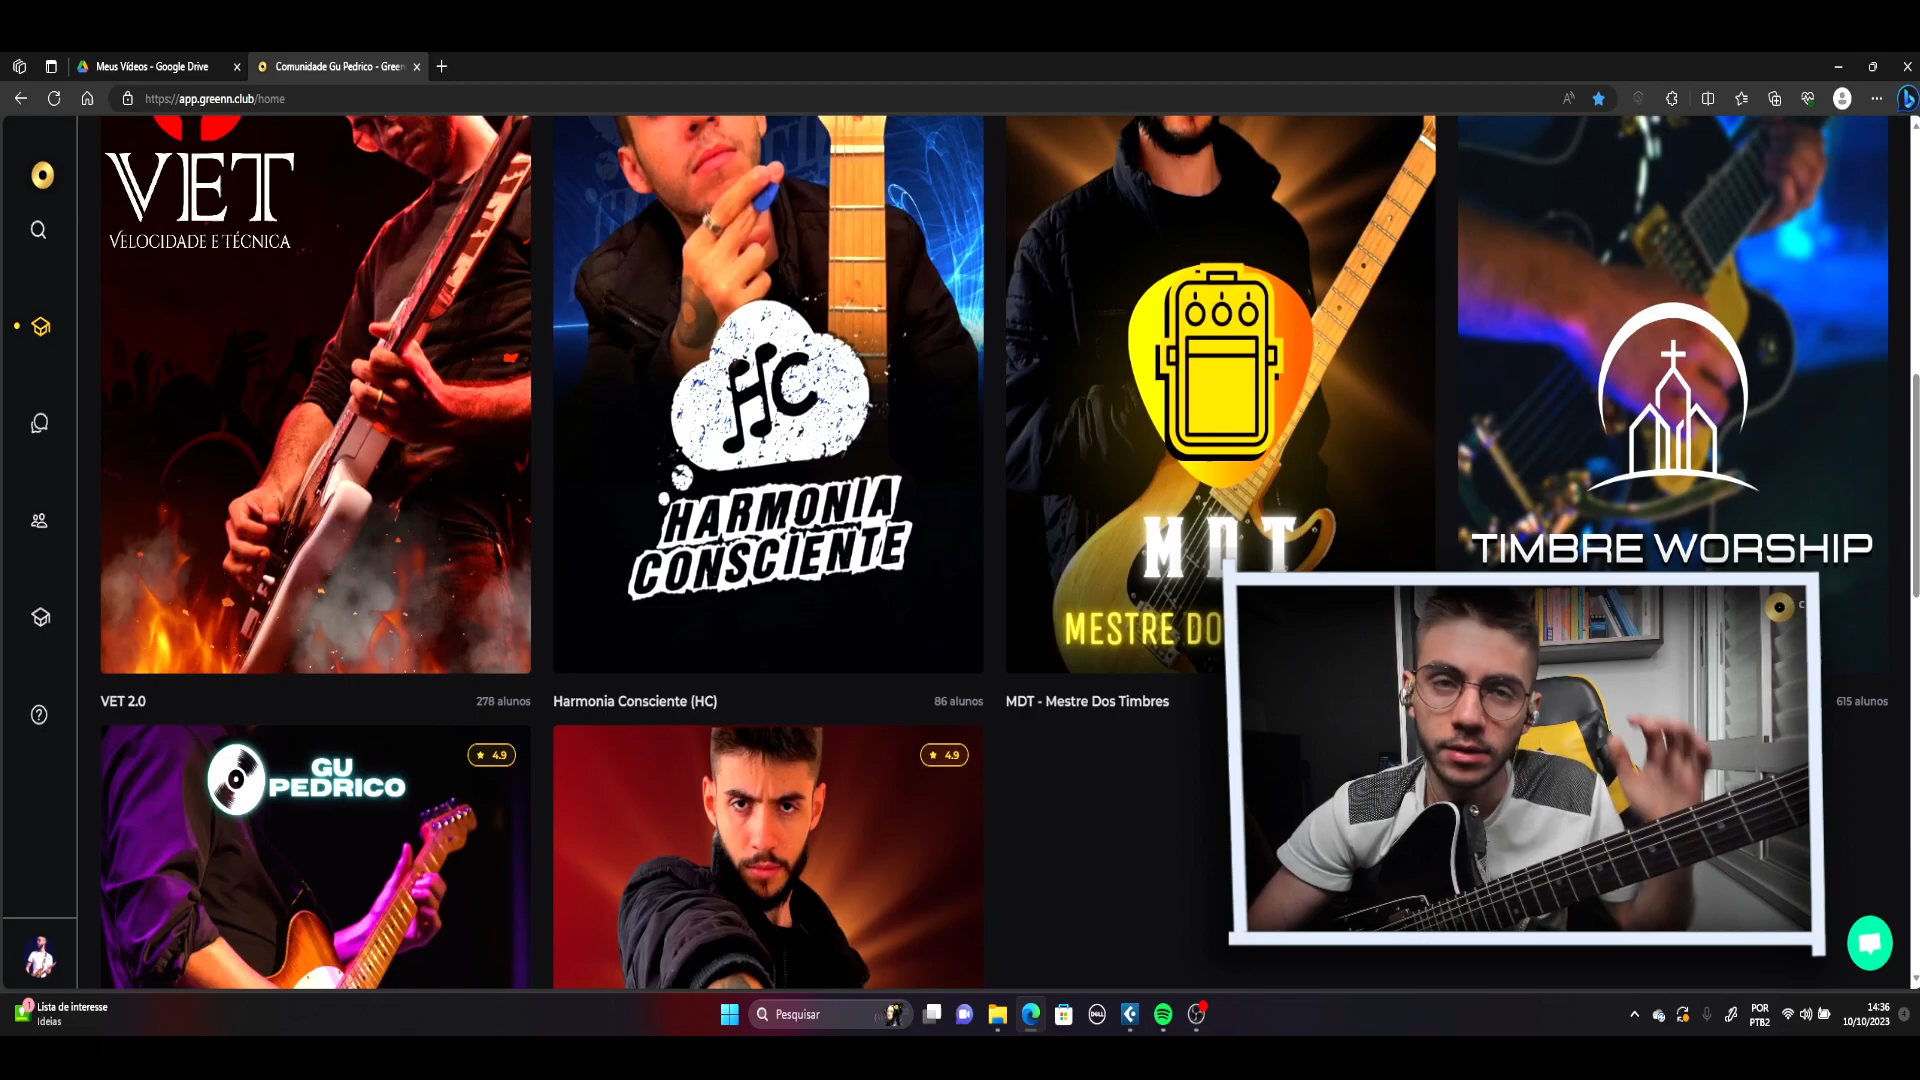 Meus Vídeos - Google Drive
Comunidade Gu Pedrico - Green
https://app.greenn.club/home
VET
VELOCIDADE E TÉCNICA
HC
HARMONIA
CONSCIENTE
MDT
MESTRE DO
TIMBRE WORSHIP
VET 2.0
278 alunos
Harmonia Consciente (HC)
86 alunos
MDT - Mestre Dos Timbres
615 alunos
GU
PEDRICO
4.9
4.9
Lista de interesse
Ideias
Pesquisar
DELL
POR
PTB2
14:36
10/10/2023